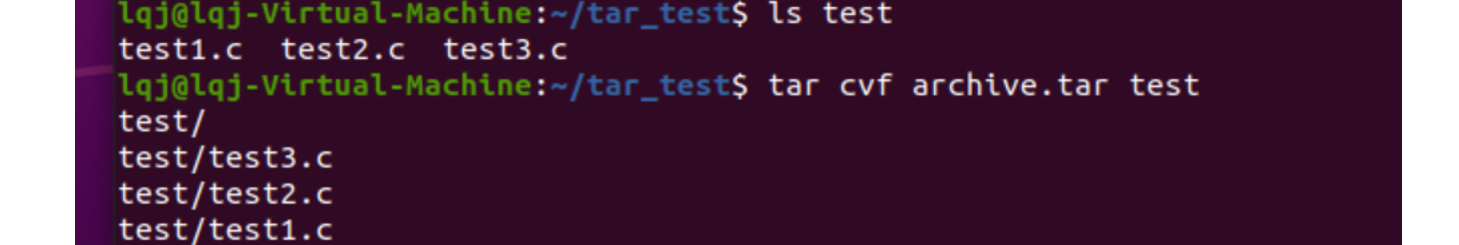 lqj@lqj-Virtual-Machine:~/tar_test$ ls test
test1.c  test2.c  test3.c
lqj@lqj-Virtual-Machine:~/tar_test$ tar cvf archive.tar test
test/
test/test3.c
test/test2.c
test/test1.c